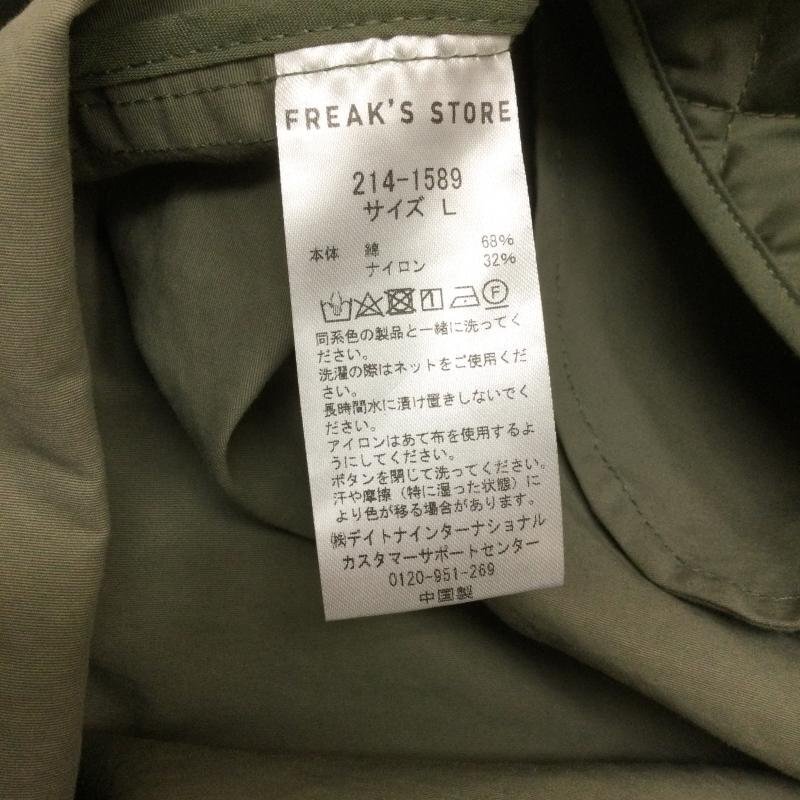 FREAK'S STORE
214-1589
サイズ L
本体 綿 68%
ナイロン 32%
F
同系色の製品と一緒に洗ってく
ださい。
洗濯の際はネットをご使用くだ
さい。
長時間水に漬け置きしないでく
ださい。
アイロンはあて布を使用するよ
うにしてください。
ボタンを閉じて洗ってください。
汗や摩擦（特に湿った状態）に
より色が移る場合があります。
㈱デイトナインターナショナル
カスタマーサポートセンター
0120-951-269
中国製